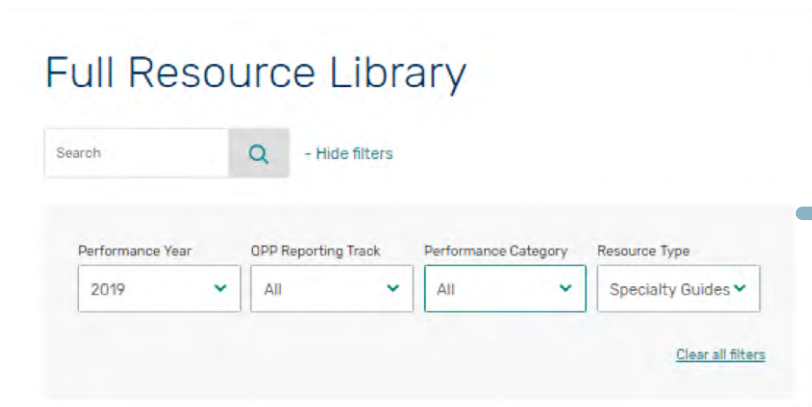 Full Resource Library
Search - Hide filters
Performance Year QPP Reporting Track Performance Category Resource Type
2019 All All Specialty Guides
Clear all filters